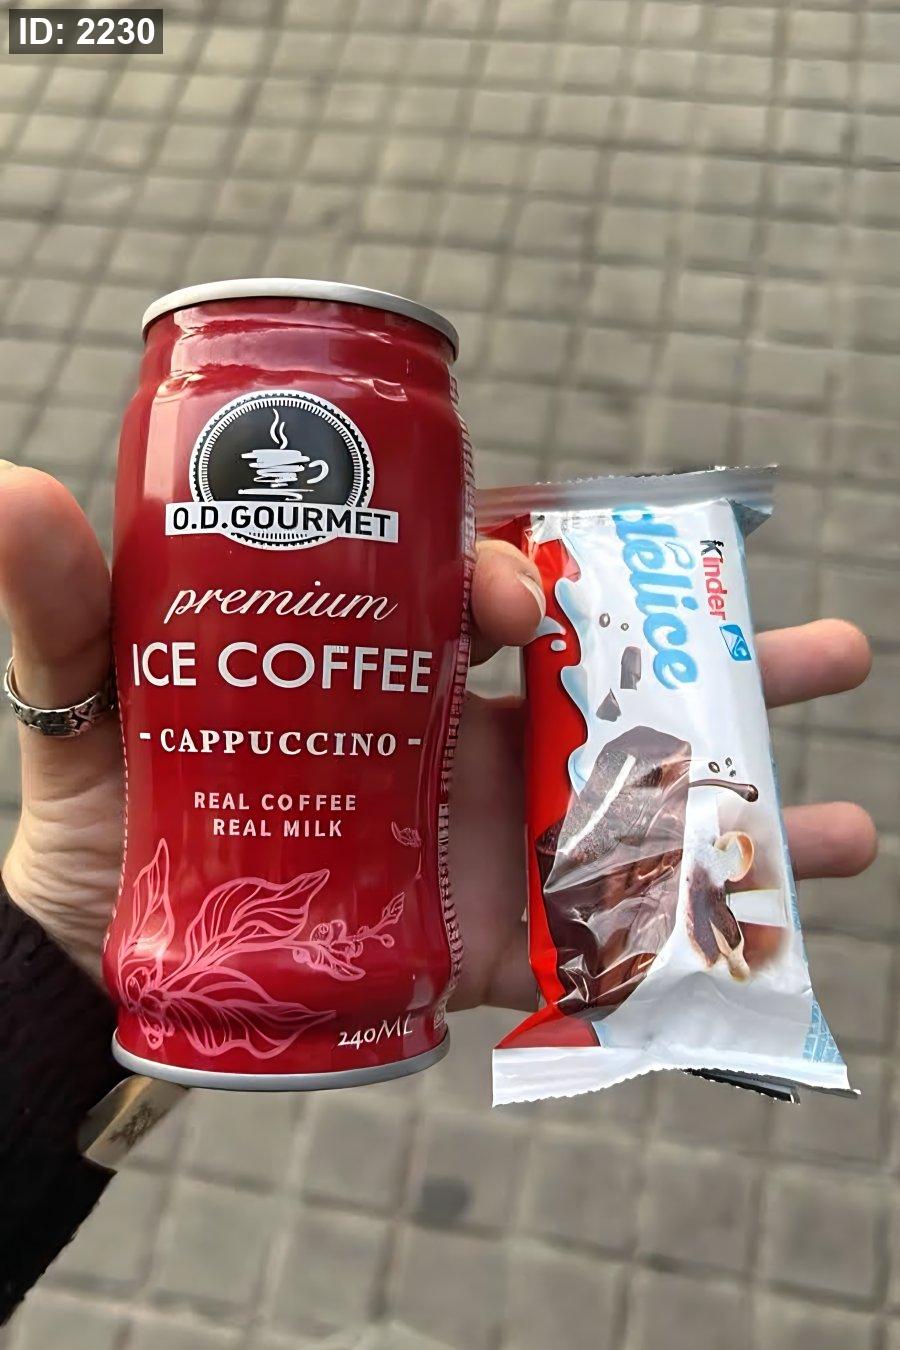 ID: 2230
O.D.GOURMET
premium
ICE COFFEE
- CAPPUCCINO -
REAL COFFEE
REAL MILK
240ML
Kinder
délice